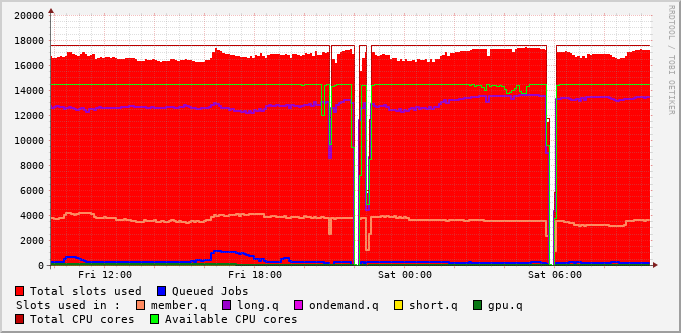 20000
18000
16000
14000
12000
10000
8000
6000
4000
2000
0
Fri 12:00 Fri 18:00 Sat 00:00 Sat 06:00
RRDTOOL / TOBI OETIKER
Total slots used Queued Jobs
Slots used in : member.q long.q ondemand.q short.q gpu.q
Total CPU cores Available CPU cores